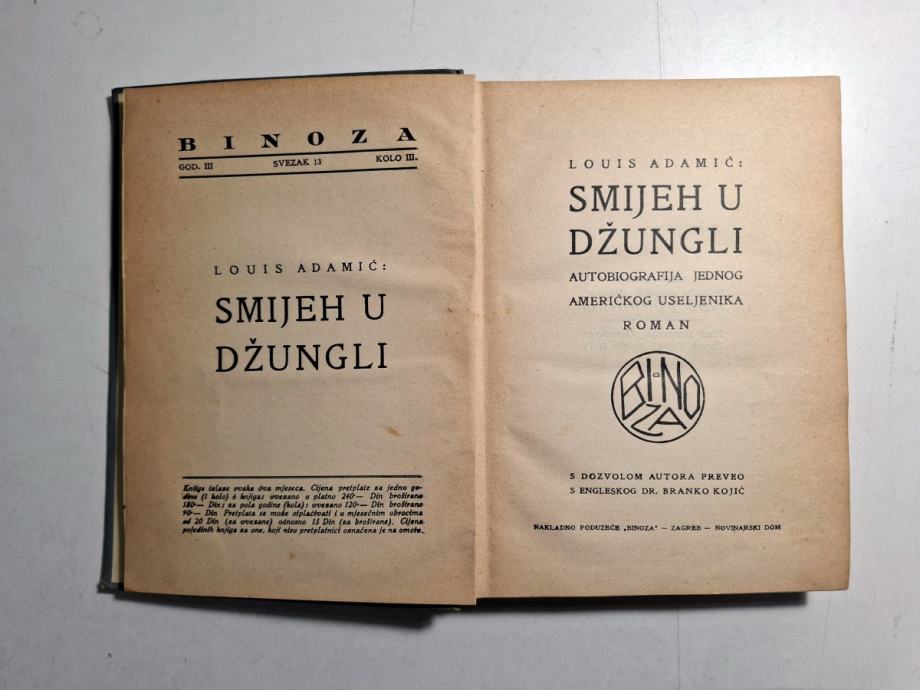 BINOZA
GOD. III SVEZAK 13 KOLO III.
LOUIS ADAMIĆ:
SMIJEH U
DŽUNGLI
Knjige izlaze svaka dva mjeseca. Cijena pretplate za jednu go-
dinu (1 kolo) 6 knjiga: uvezano u platno 240·— Din broširano
180·— Din; za pola godine (kola): uvezano 120·— Din broširano
90·— Din Pretplata se može otplaćivati i u mjesečnim obrocima
od 20 Din (za uvezane) odnosno 15 Din (za broširane). Cijena
pojedinih knjiga za one, koji nisu pretplatnici označena je na omotu.
LOUIS ADAMIĆ:
SMIJEH U
DŽUNGLI
AUTOBIOGRAFIJA JEDNOG
AMERIČKOG USELJENIKA
ROMAN
BI-NO
ZA
S DOZVOLOM AUTORA PREVEO
S ENGLESKOG DR. BRANKO KOJIĆ
NAKLADNO PODUZEĆE „BINOZA" — ZAGREB — NOVINARSKI DOM